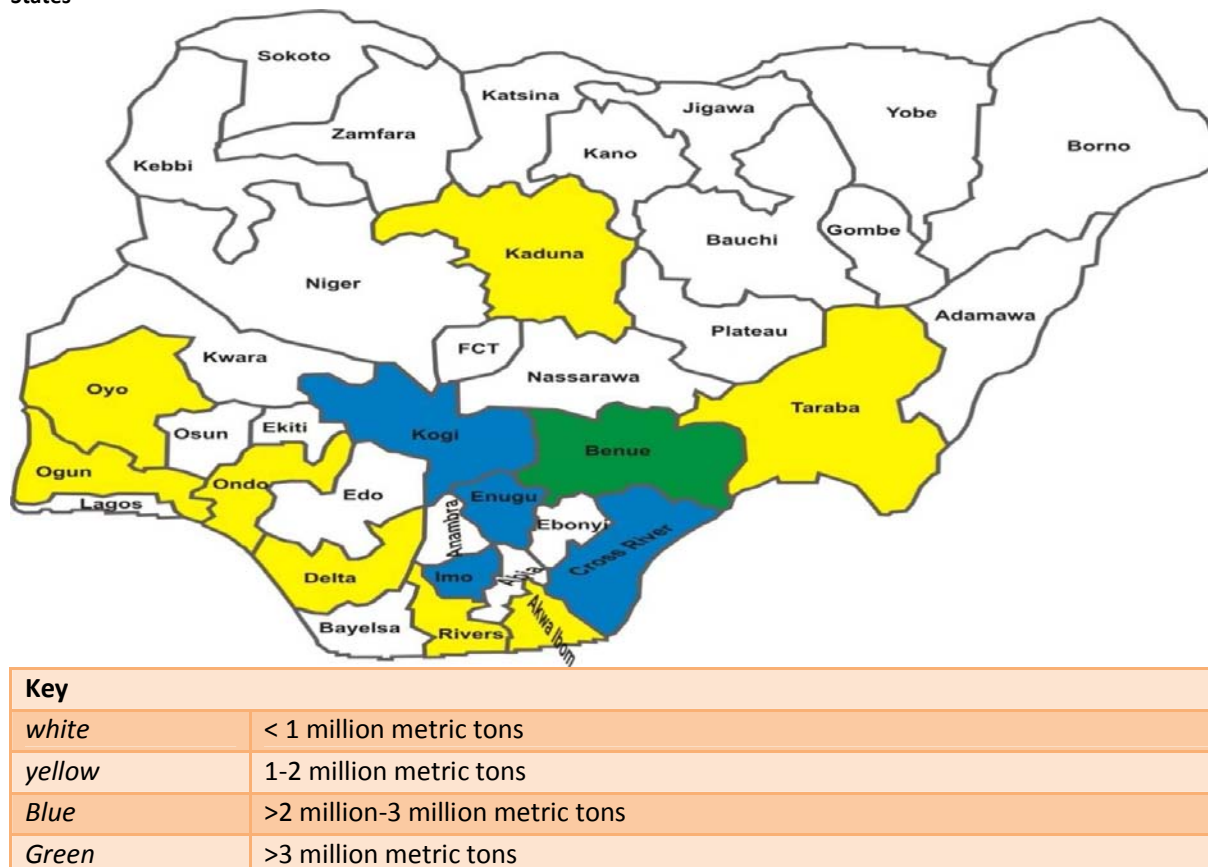 States
Sokoto
Katsina
Jigawa
Yobe
Borno
Zamfara
Kano
Kebbi
Bauchi
Gombe
Kaduna
Niger
Adamawa
Plateau
FCT
Kwara
Nassarawa
Oyo
Taraba
Osun
Ekiti
Kogi
Benue
Ogun
Ondo
Edo
Enugu
Lagos
Anambra
Ebonyi
Cross River
Delta
Imo
Abia
Akwa Ibom
Bayelsa
Rivers
Key
white < 1 million metric tons
yellow 1-2 million metric tons
Blue >2 million-3 million metric tons
Green >3 million metric tons